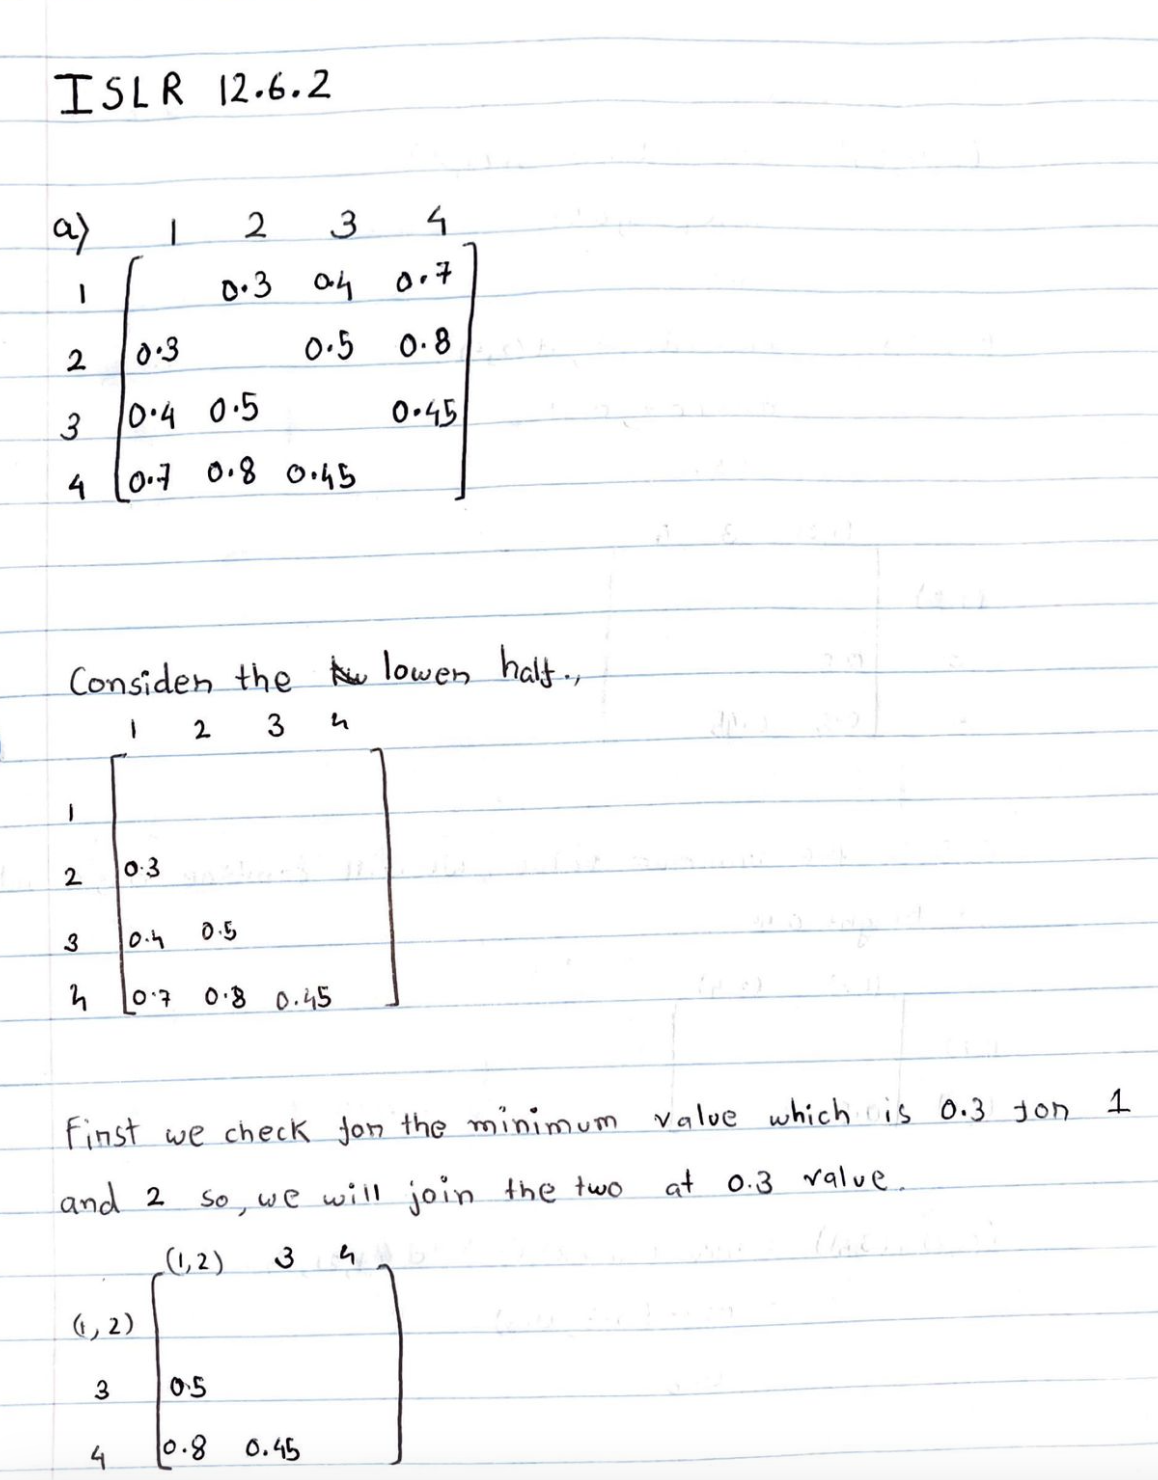 ISLR 12.6.2
a) 1 2 3 4
1 0.3 0.4 0.7
2 0.3 0.5 0.8
3 0.4 0.5 0.45
4 0.7 0.8 0.45
Consider the lower half.,
1 2 3 4
1
2 0.3
3 0.4 0.5
4 0.7 0.8 0.45
First we check for the minimum value which is 0.3 for 1
and 2 so, we will join the two at 0.3 value.
(1,2) 3 4
(1,2)
3 0.5
4 0.8 0.45